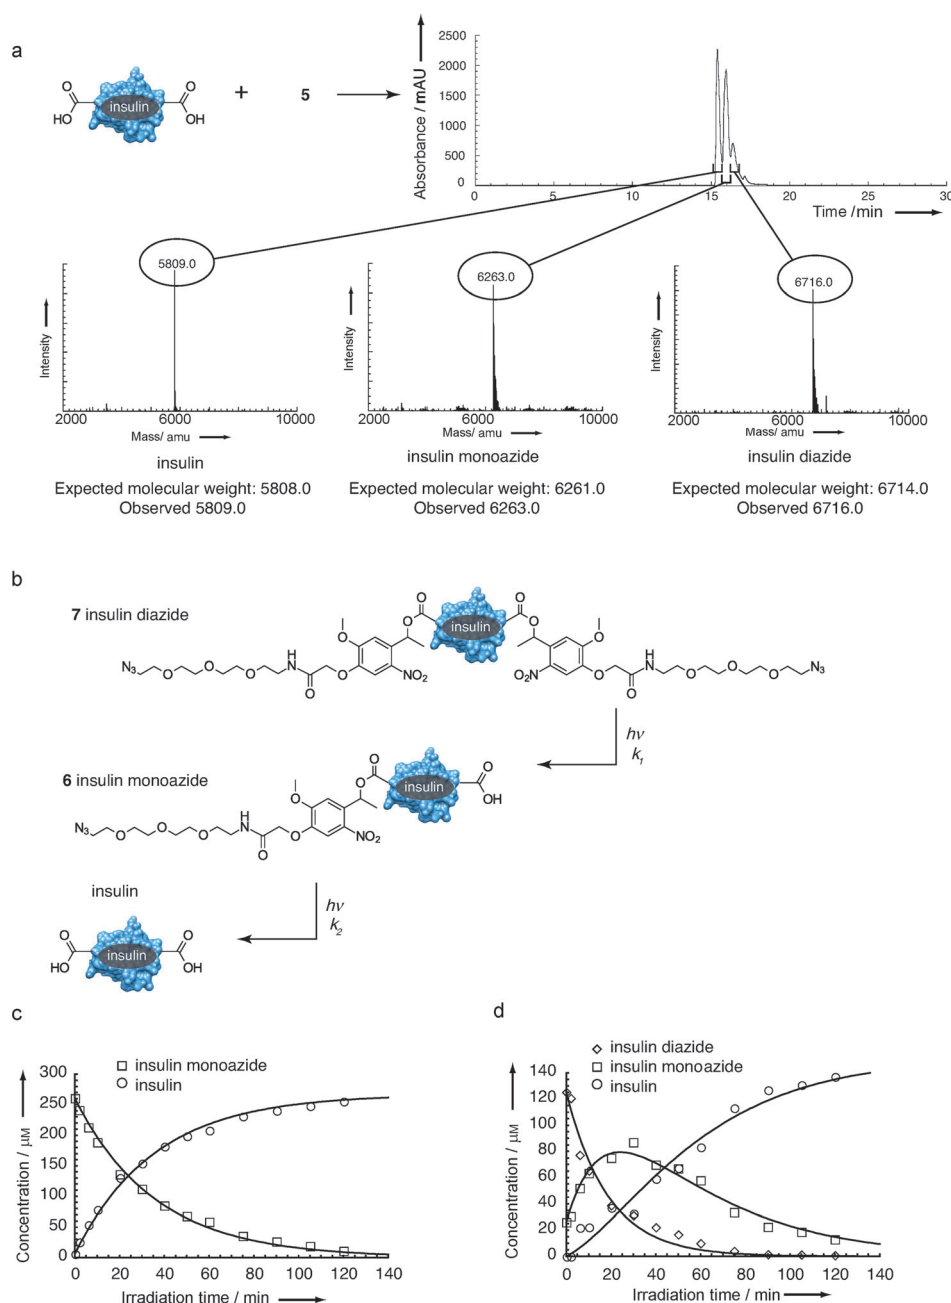 a
O
HO
insulin
O
OH
+
5
Absorbance / mAU
2500
2000
1500
1000
500
0
0 5 10 15 20 25 30
Time /min
5809.0
6263.0
6716.0
Intensity
Intensity
Intensity
2000 6000 10000
2000 6000 10000
2000 6000 10000
Mass/ amu
Mass/ amu
Mass/ amu
insulin
insulin monoazide
insulin diazide
Expected molecular weight: 5808.0
Observed 5809.0
Expected molecular weight: 6261.0
Observed 6263.0
Expected molecular weight: 6714.0
Observed 6716.0
b
7 insulin diazide
N3 O O O H N O O O NO2 O O insulin O O O NO2 O O H N O O O N3
hν
k1
6 insulin monoazide
N3 O O O H N O O O NO2 O O insulin O OH
hν
k2
insulin
O
HO
insulin
O
OH
c
insulin monoazide
insulin
Concentration / μM
300
250
200
150
100
50
0
0 20 40 60 80 100 120 140
Irradiation time / min
d
insulin diazide
insulin monoazide
insulin
Concentration / μM
140
120
100
80
60
40
20
0
0 20 40 60 80 100 120 140
Irradiation time / min